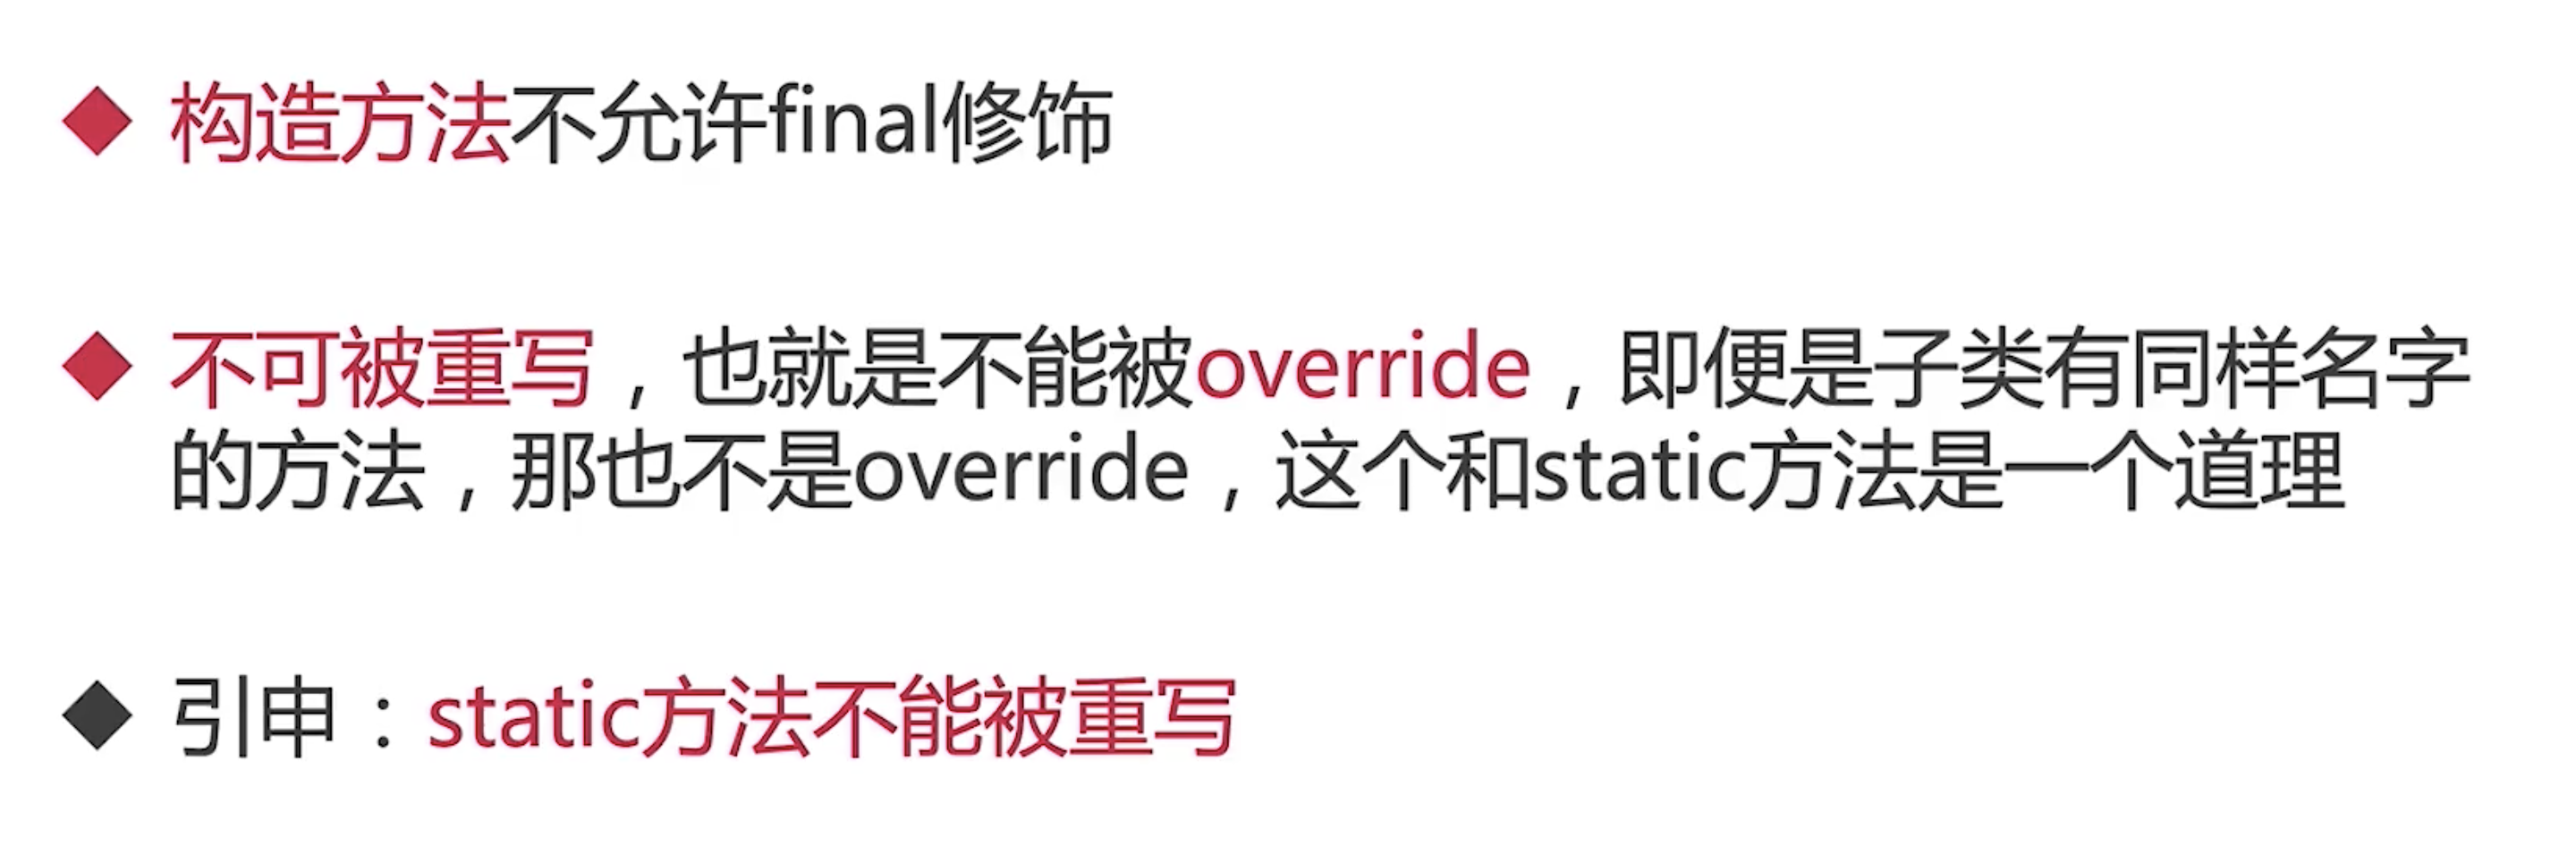 构造方法不允许final修饰
不可被重写，也就是不能被override，即便是子类有同样名字
的方法，那也不是override，这个和static方法是一个道理
引申：static方法不能被重写